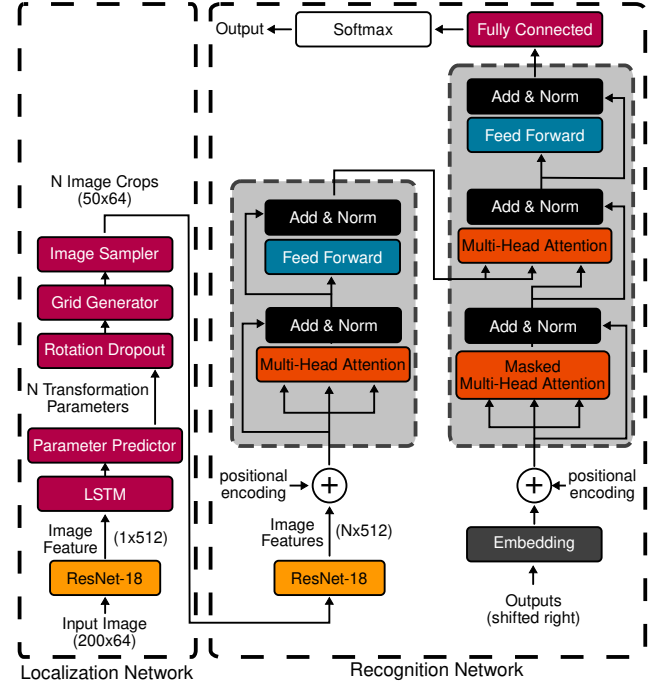 N Image Crops
(50x64)
Image Sampler
Grid Generator
Rotation Dropout
N Transformation
Parameters
Parameter Predictor
LSTM
Image
Feature
(1x512)
ResNet-18
Input Image
(200x64)
Localization Network
Output
Softmax
Fully Connected
Add & Norm
Feed Forward
Add & Norm
Multi-Head Attention
Add & Norm
Masked
Multi-Head Attention
positional
encoding
Embedding
Outputs
(shifted right)
Add & Norm
Feed Forward
Add & Norm
Multi-Head Attention
positional
encoding
Image
Features
(Nx512)
ResNet-18
Recognition Network